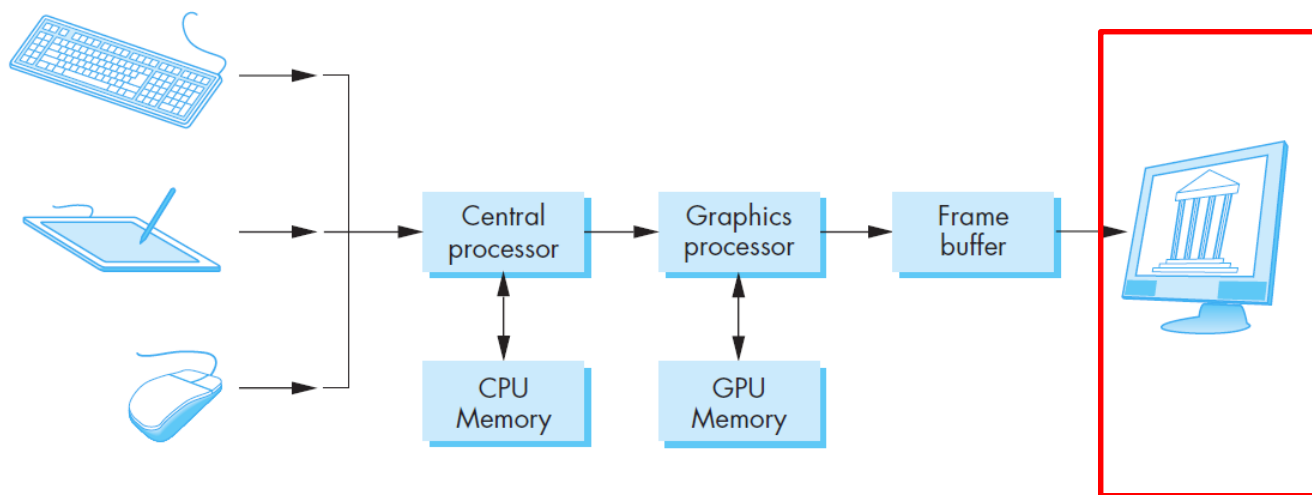 Central
processor
Graphics
processor
Frame
buffer
CPU
Memory
GPU
Memory